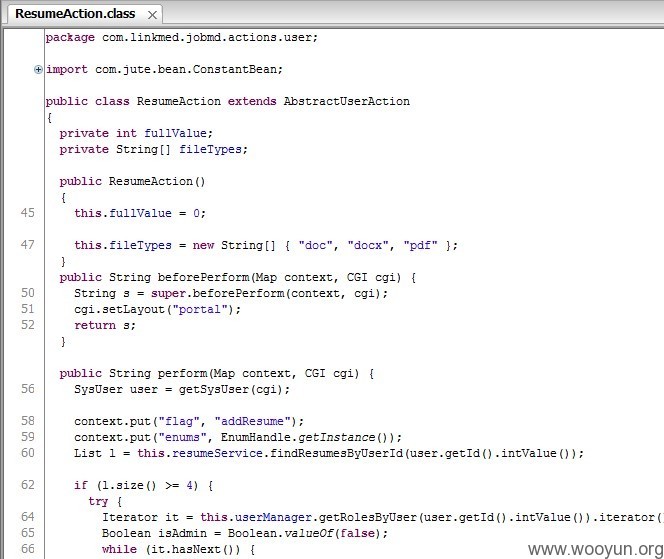 ResumeAction.class
package com.linkmed.jobmd.actions.user;
import com.jute.bean.ConstantBean;
public class ResumeAction extends AbstractUserAction
{
private int fullValue;
private String[] fileTypes;
public ResumeAction()
{
45 this.fullValue = 0;
47 this.fileTypes = new String[] { "doc", "docx", "pdf" };
}
public String beforePerform(Map context, CGI cgi) {
50 String s = super.beforePerform(context, cgi);
51 cgi.setLayout("portal");
52 return s;
}
public String perform(Map context, CGI cgi) {
56 SysUser user = getSysUser(cgi);
58 context.put("flag", "addResume");
59 context.put("enums", EnumHandle.getInstance());
60 List l = this.resumeService.findResumesByUserId(user.getId().intValue());
62 if (l.size() >= 4) {
try {
64 Iterator it = this.userManager.getRolesByUser(user.getId().intValue()).iterator(
65 Boolean isAdmin = Boolean.valueOf(false);
66 while (it.hasNext()) {
www.wooyun.org